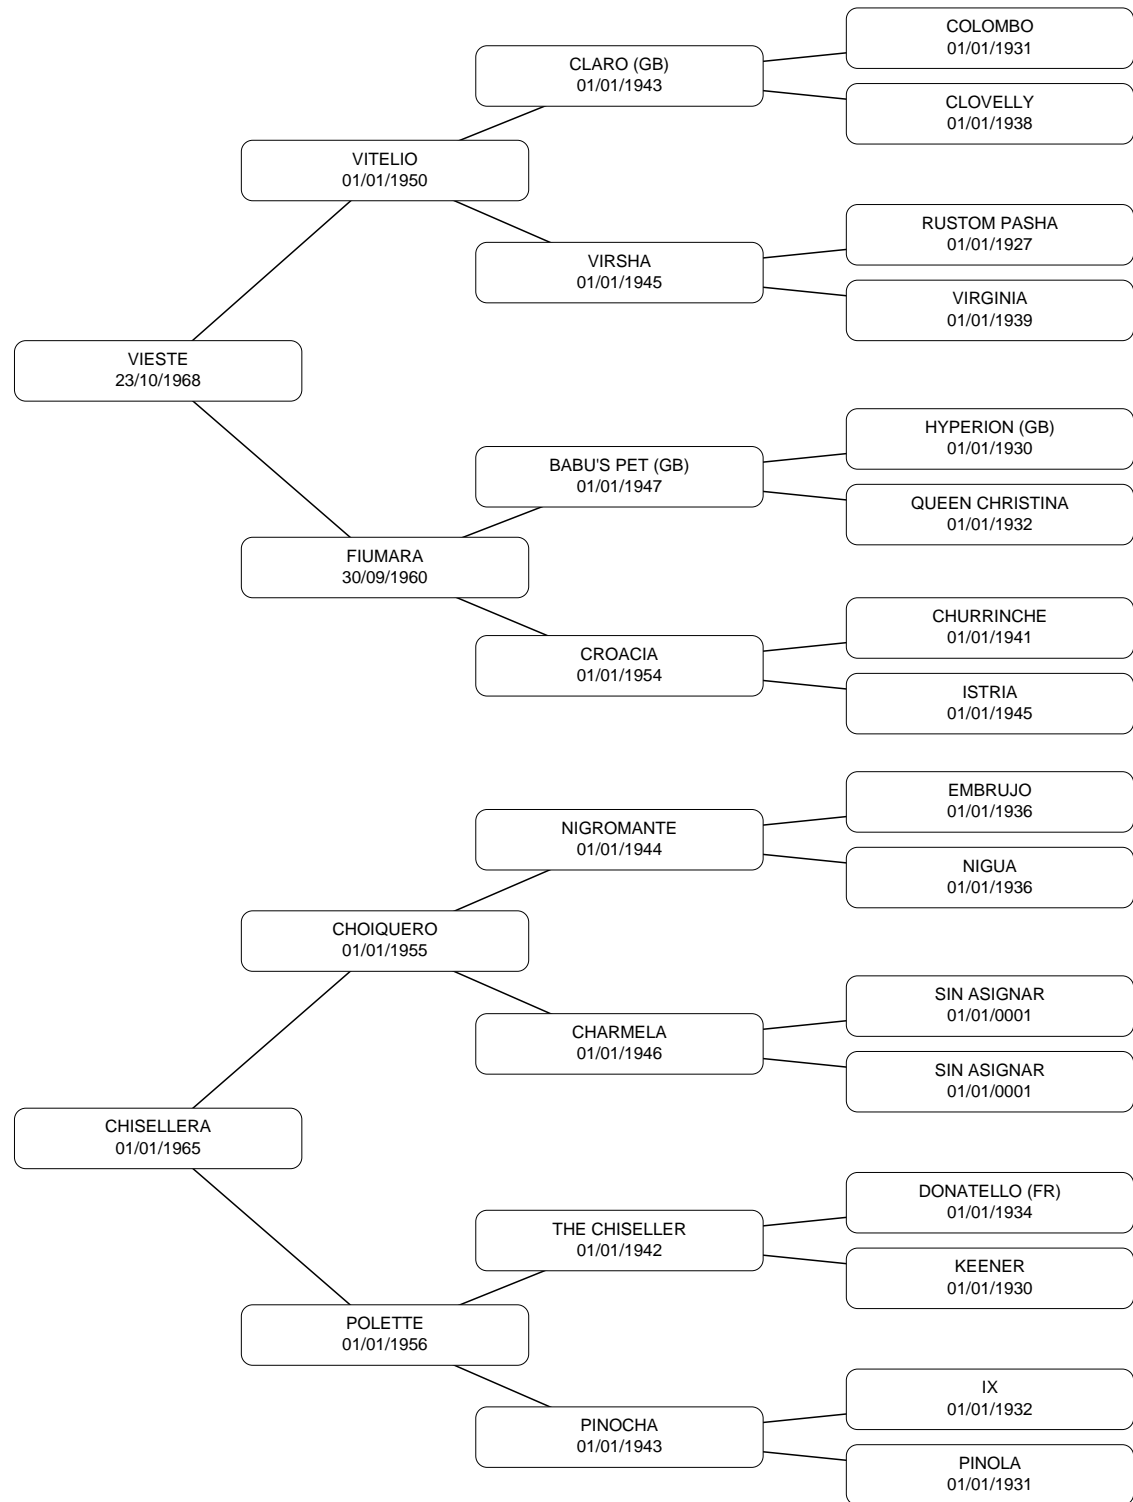 COLOMBO
01/01/1931
CLARO (GB)
01/01/1943
CLOVELLY
01/01/1938
VITELIO
01/01/1950
RUSTOM PASHA
01/01/1927
VIRSHA
01/01/1945
VIRGINIA
01/01/1939
VIESTE
23/10/1968
HYPERION (GB)
01/01/1930
BABU'S PET (GB)
01/01/1947
QUEEN CHRISTINA
01/01/1932
FIUMARA
30/09/1960
CHURRINCHE
01/01/1941
CROACIA
01/01/1954
ISTRIA
01/01/1945
EMBRUJO
01/01/1936
NIGROMANTE
01/01/1944
NIGUA
01/01/1936
CHOIQUERO
01/01/1955
SIN ASIGNAR
01/01/0001
CHARMELA
01/01/1946
SIN ASIGNAR
01/01/0001
CHISELLERA
01/01/1965
DONATELLO (FR)
01/01/1934
THE CHISELLER
01/01/1942
KEENER
01/01/1930
POLETTE
01/01/1956
IX
01/01/1932
PINOCHA
01/01/1943
PINOLA
01/01/1931